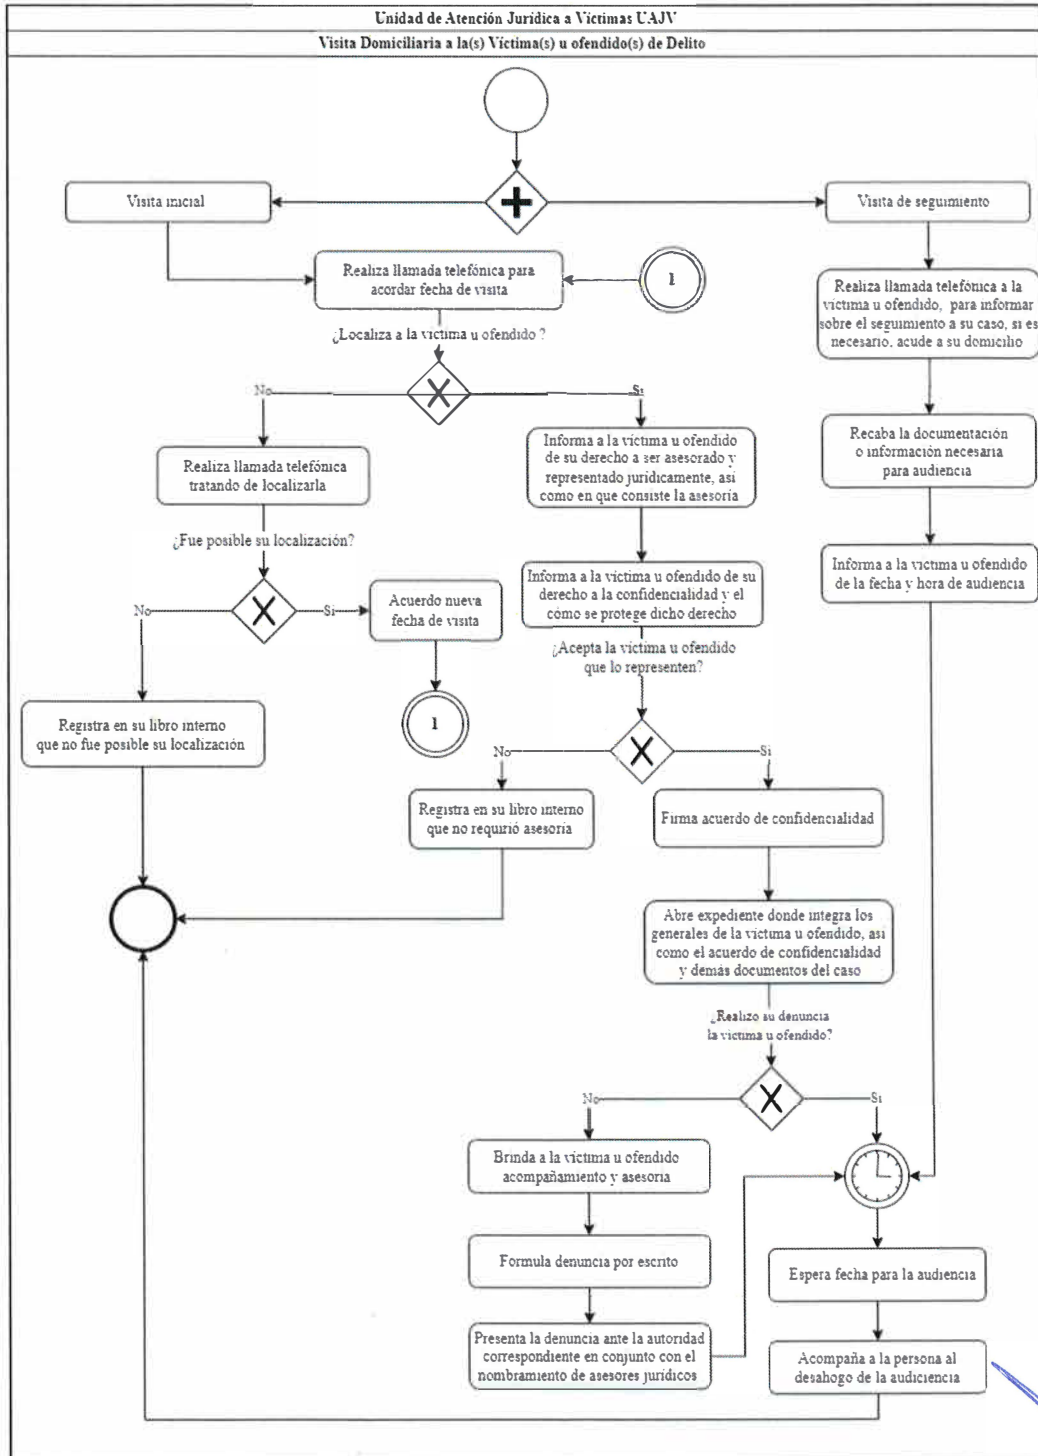 Unidad de Atención Jurídica a Víctimas UAJV
Visita Domiciliaria a la(s) Víctima(s) u ofendido(s) de Delito
Visita inicial
Visita de seguimiento
Realiza llamada telefónica para
acordar fecha de visita
1
Realiza llamada telefónica a la
víctima u ofendido, para informar
sobre el seguimiento a su caso, si es
necesario, acude a su domicilio
¿Localiza a la víctima u ofendido ?
No
Si
Realiza llamada telefónica
tratando de localizarla
Informa a la víctima u ofendido
de su derecho a ser asesorado y
representado jurídicamente, así
como en que consiste la asesoría
Recaba la documentación
o información necesaria
para audiencia
¿Fue posible su localización?
Informa a la víctima u ofendido de su
derecho a la confidencialidad y el
cómo se protege dicho derecho
Informa a la víctima u ofendido
de la fecha y hora de audiencia
No
Si
Acuerdo nueva
fecha de visita
¿Acepta la víctima u ofendido
que lo representen?
Registra en su libro interno
que no fue posible su localización
1
No
Si
Registra en su libro interno
que no requirió asesoría
Firma acuerdo de confidencialidad
Abre expediente donde integra los
generales de la víctima u ofendido, así
como el acuerdo de confidencialidad
y demás documentos del caso
¿Realizo su denuncia
la víctima u ofendido?
No
Si
Brinda a la víctima u ofendido
acompañamiento y asesoría
Formula denuncia por escrito
Espera fecha para la audiencia
Presenta la denuncia ante la autoridad
correspondiente en conjunto con el
nombramiento de asesores jurídicos
Acompaña a la persona al
desahogo de la audiciencia